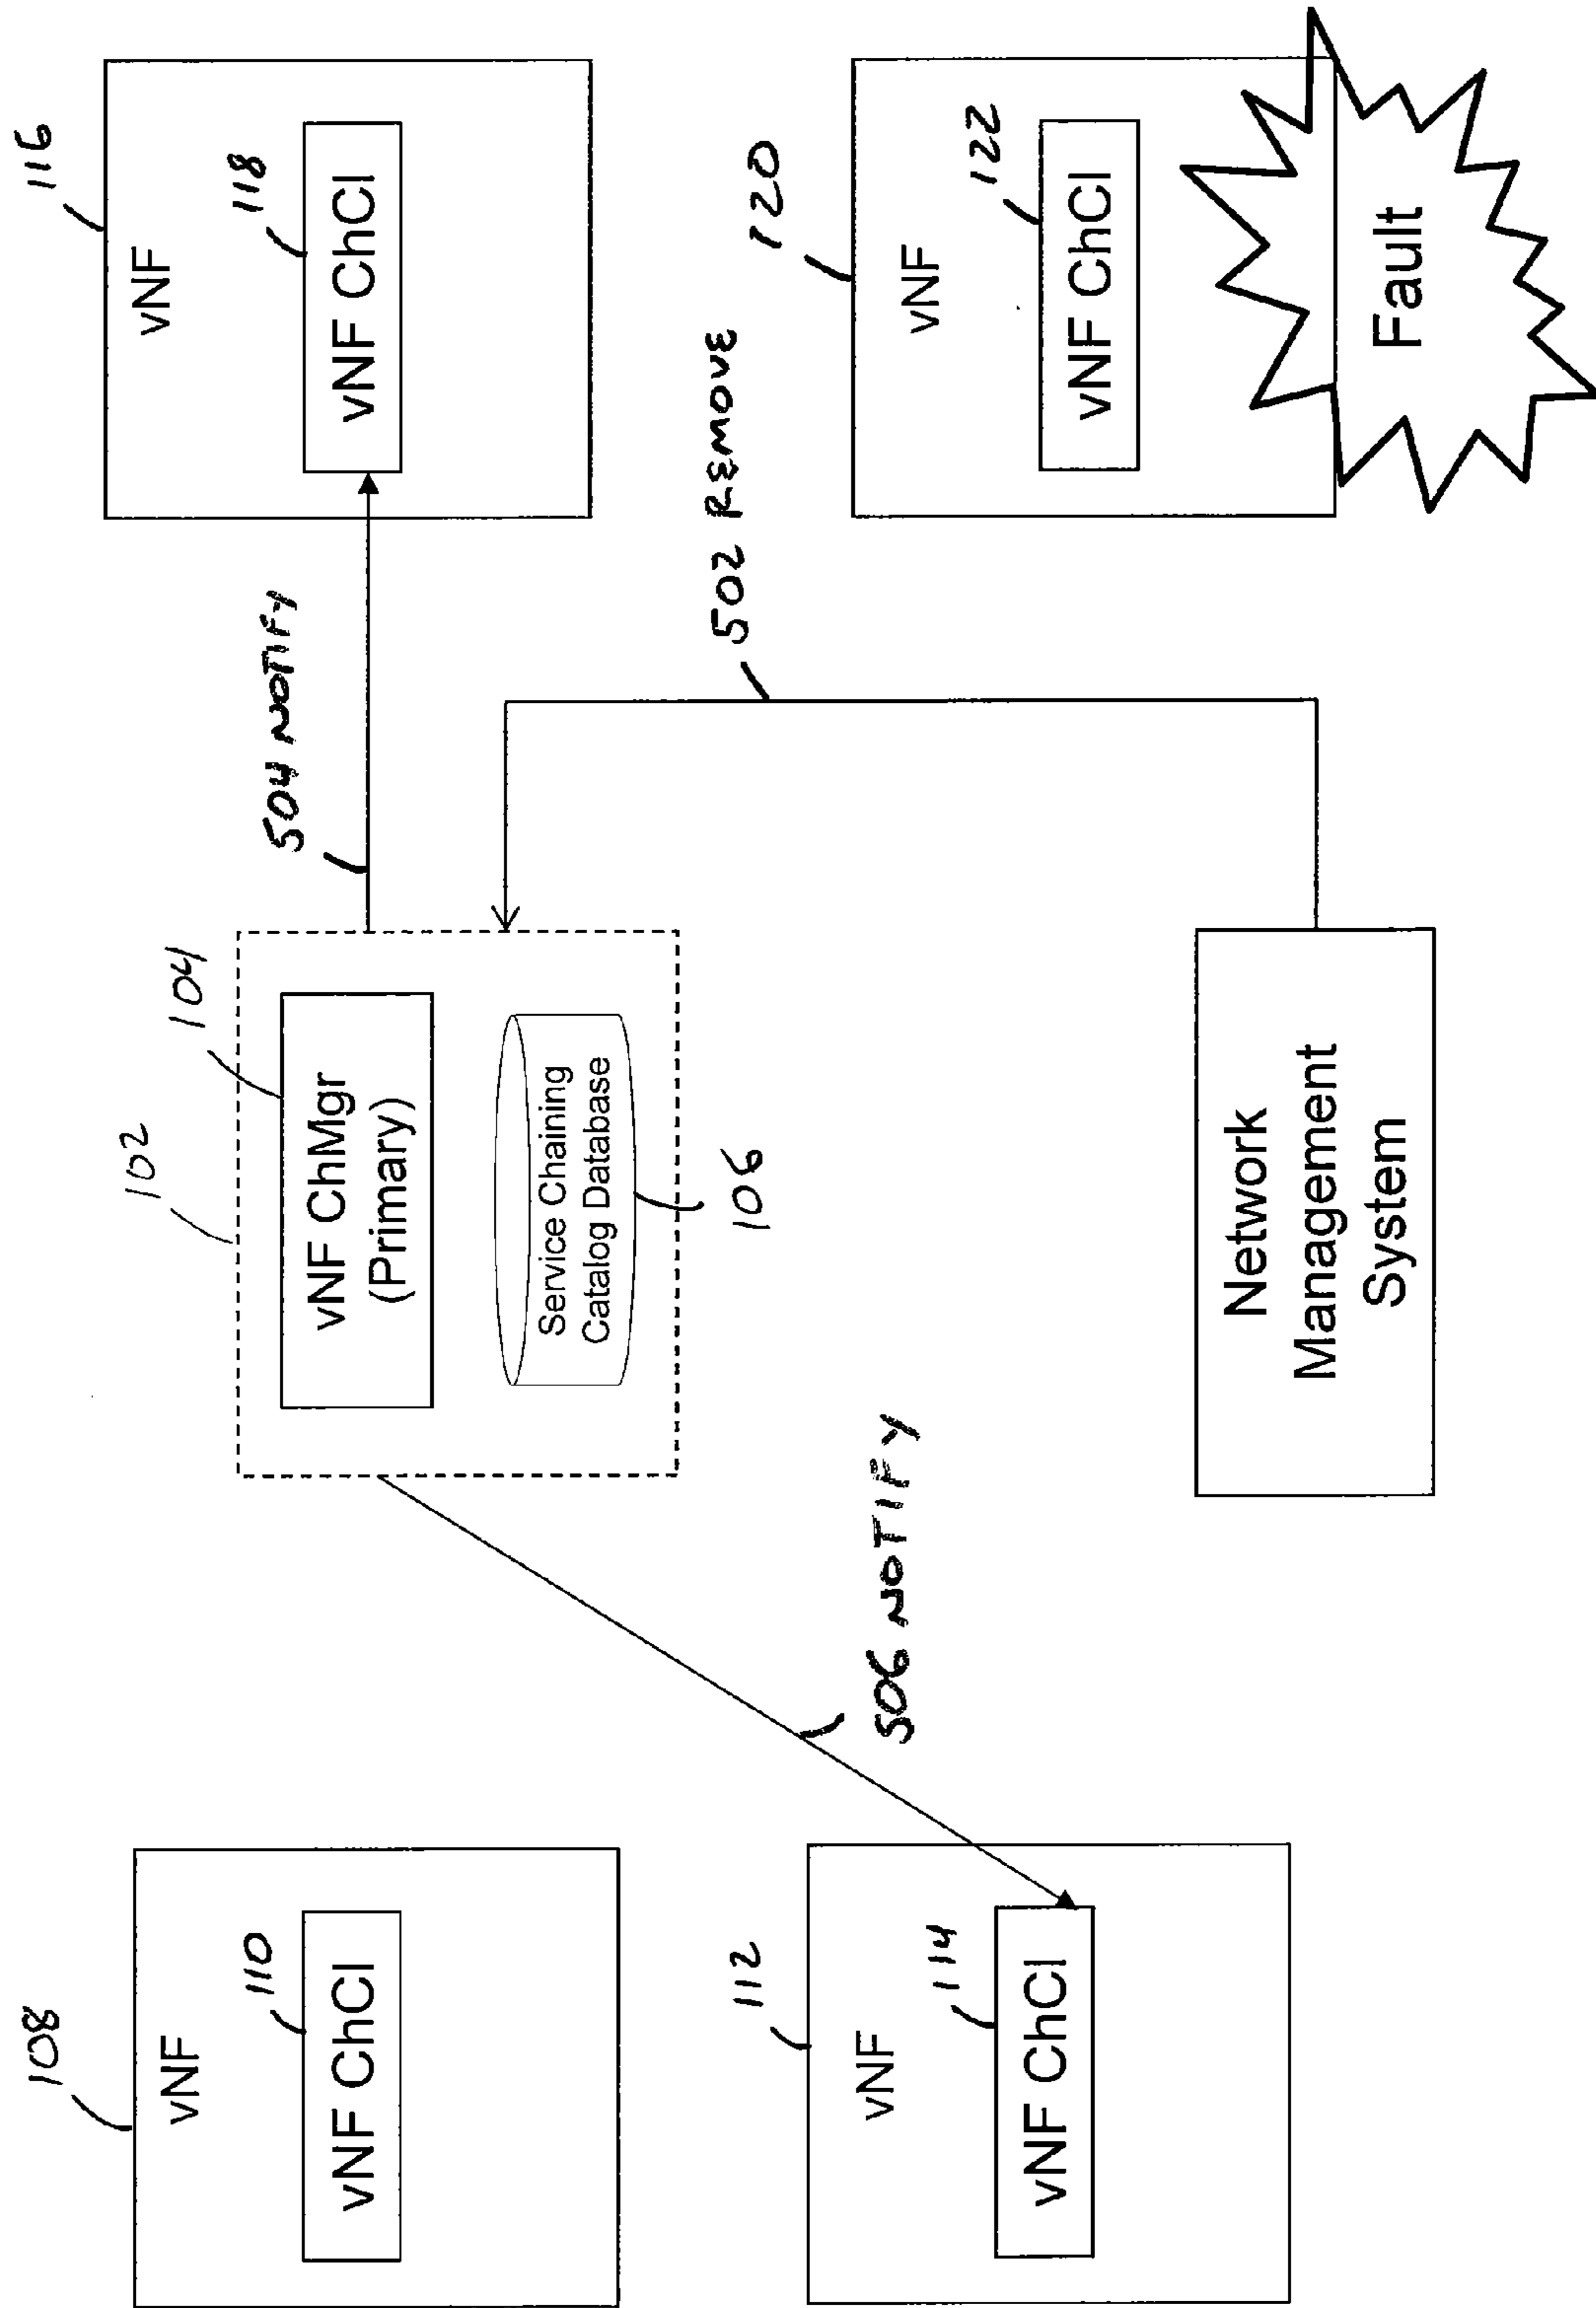 108
vNF
110
vNF ChCl
112
vNF
114
vNF ChCl
102
104
vNF ChMgr
(Primary)
Service Chaining
Catalog Database
106
504 NOTIFY
506 NOTIFY
502 REMOVE
Network
Management
System
116
vNF
118
vNF ChCl
120
vNF
122
vNF ChCl
Fault